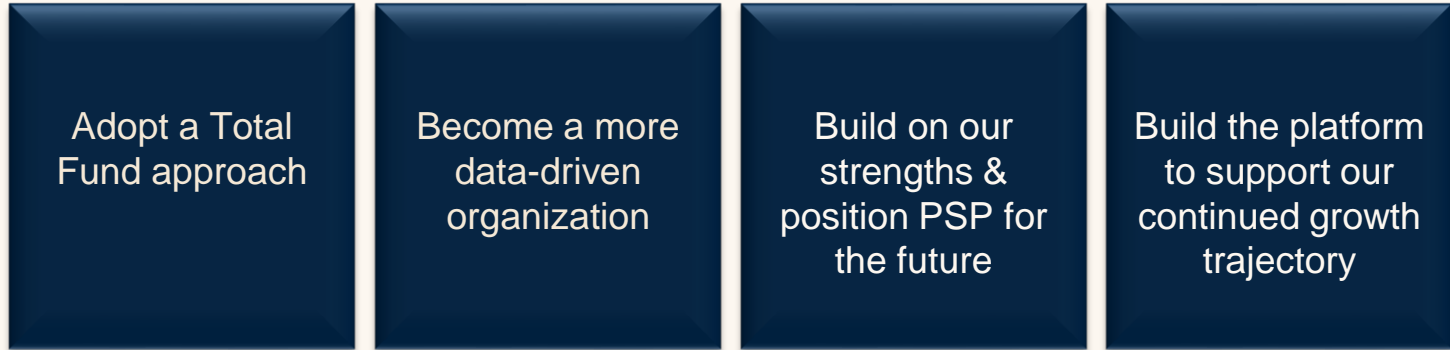 Adopt a Total
Fund approach
Become a more
data-driven
organization
Build on our
strengths &
position PSP for
the future
Build the platform
to support our
continued growth
trajectory